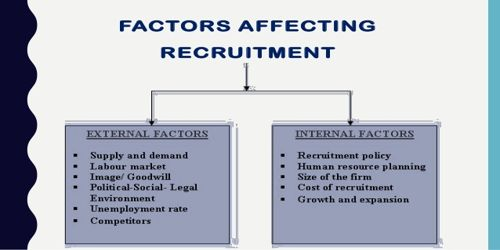 FACTORS AFFECTING
RECRUITMENT
EXTERNAL FACTORS
▪ Supply and demand
▪ Labour market
▪ Image/ Goodwill
▪ Political-Social- Legal
Environment
▪ Unemployment rate
▪ Competitors
INTERNAL FACTORS
▪ Recruitment policy
▪ Human resource planning
▪ Size of the firm
▪ Cost of recruitment
▪ Growth and expansion